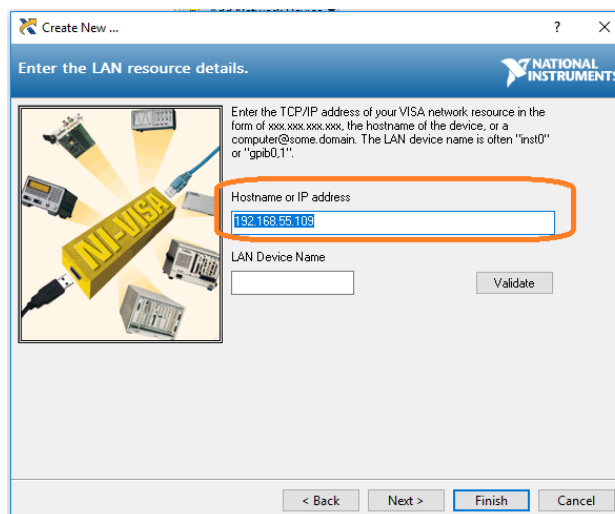 Create New ...
Enter the LAN resource details.
NATIONAL
INSTRUMENTS
Enter the TCP/IP address of your VISA network resource in the
form of xxx.xxx.xxx.xxx, the hostname of the device, or a
computer@some.domain. The LAN device name is often "inst0"
or "gpib0,1".
Hostname or IP address
192.168.55.109
LAN Device Name
Validate
NI-VISA
< Back Next > Finish Cancel